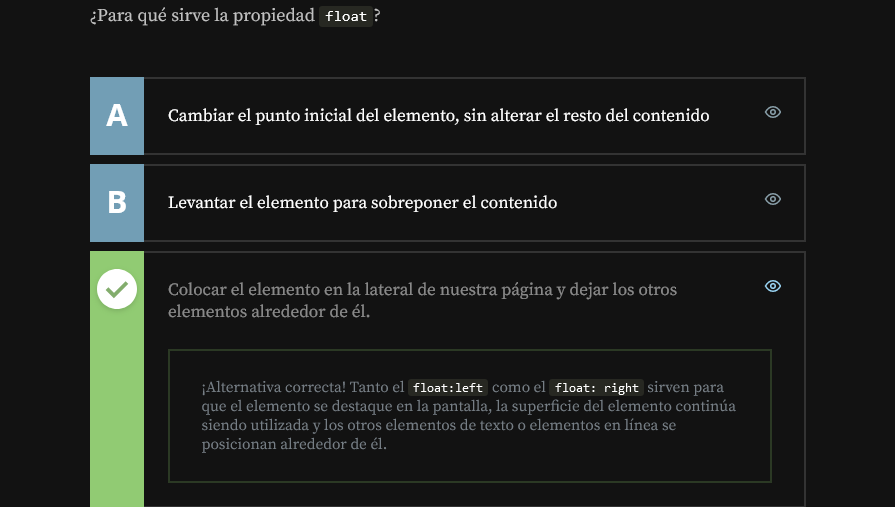 ¿Para qué sirve la propiedad float?
A
Cambiar el punto inicial del elemento, sin alterar el resto del contenido
B
Levantar el elemento para sobreponer el contenido
Colocar el elemento en la lateral de nuestra página y dejar los otros
elementos alrededor de él.
¡Alternativa correcta! Tanto el float:left como el float: right sirven para
que el elemento se destaque en la pantalla, la superficie del elemento continúa
siendo utilizada y los otros elementos de texto o elementos en línea se
posicionan alrededor de él.